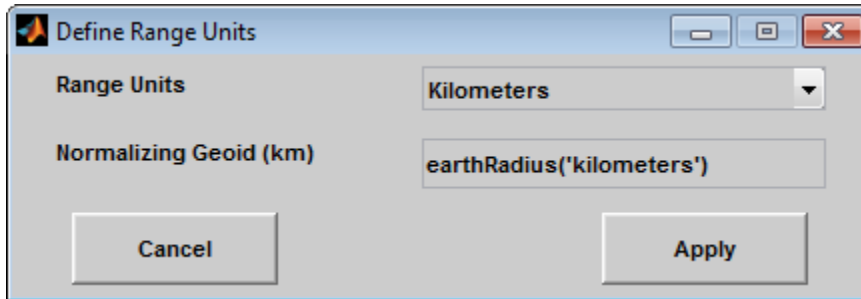 Define Range Units
Range Units Kilometers
Normalizing Geoid (km) earthRadius('kilometers')
Cancel Apply